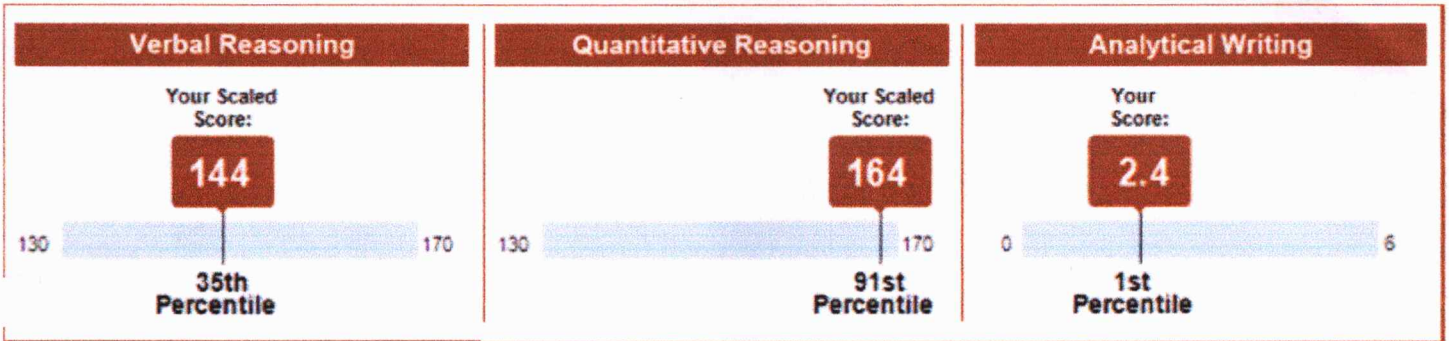 Verbal Reasoning
Your Scaled
Score:
144
130
170
35th
Percentile
Quantitative Reasoning
Your Scaled
Score:
164
130
170
91st
Percentile
Analytical Writing
Your
Score:
2.4
0
6
1st
Percentile